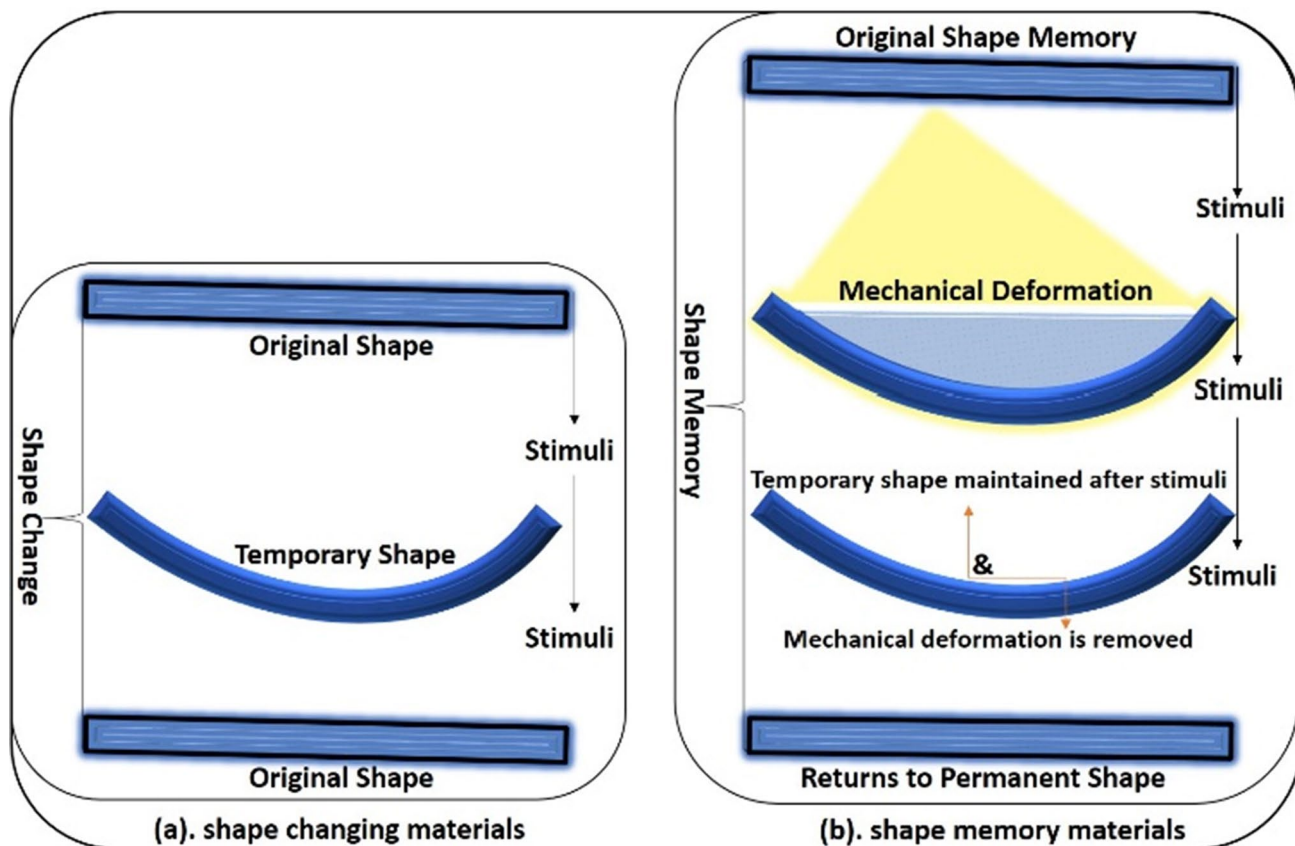 Shape Change
Original Shape
Stimuli
Temporary Shape
Stimuli
Original Shape
(a). shape changing materials
Shape Memory
Original Shape Memory
Stimuli
Mechanical Deformation
Stimuli
Temporary shape maintained after stimuli
&
Stimuli
Mechanical deformation is removed
Returns to Permanent Shape
(b). shape memory materials